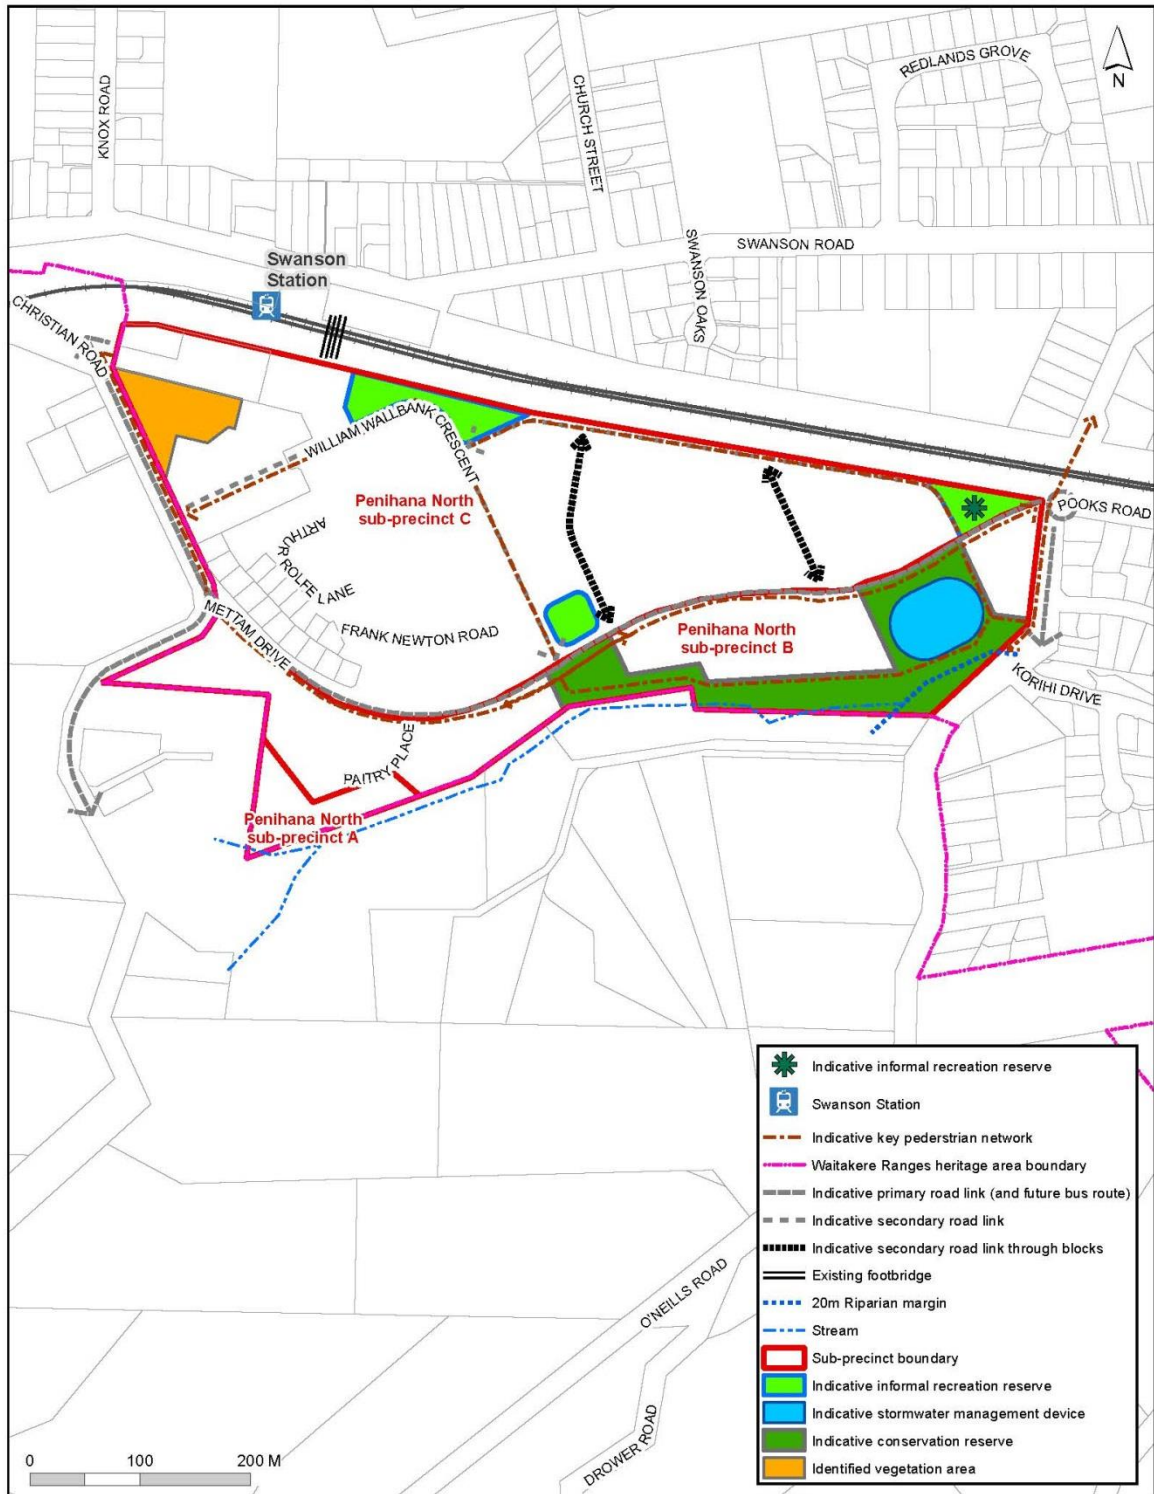 REDLANDS GROVE
N
KNOX ROAD
CHURCH STREET
SWANSON OAKS
SWANSON ROAD
Swanson
Station
CHRISTIAN ROAD
WILLIAM WALLBANK CRESCENT
POOKS ROAD
Penihana North
sub-precinct C
ARTHUR ROLFE LANE
METTAM DRIVE
FRANK NEWTON ROAD
Penihana North
sub-precinct B
KORIHI DRIVE
PAITRY PLACE
Penihana North
sub-precinct A
O'NEILLS ROAD
DROWER ROAD
Indicative informal recreation reserve
Swanson Station
Indicative key pederstrian network
Waitakere Ranges heritage area boundary
Indicative primary road link (and future bus route)
Indicative secondary road link
Indicative secondary road link through blocks
Existing footbridge
20m Riparian margin
Stream
Sub-precinct boundary
Indicative informal recreation reserve
Indicative stormwater management device
Indicative conservation reserve
Identified vegetation area
0 100 200 M